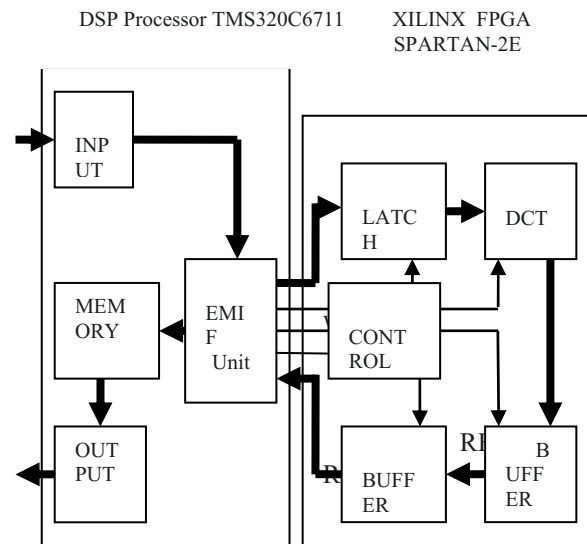 DSP Processor TMS320C6711
XILINX FPGA
SPARTAN-2E
INP
UT
LATC
H
DCT
MEM
ORY
EMI
F
Unit
CONT
ROL
OUT
PUT
BUFF
ER
B
UFF
ER